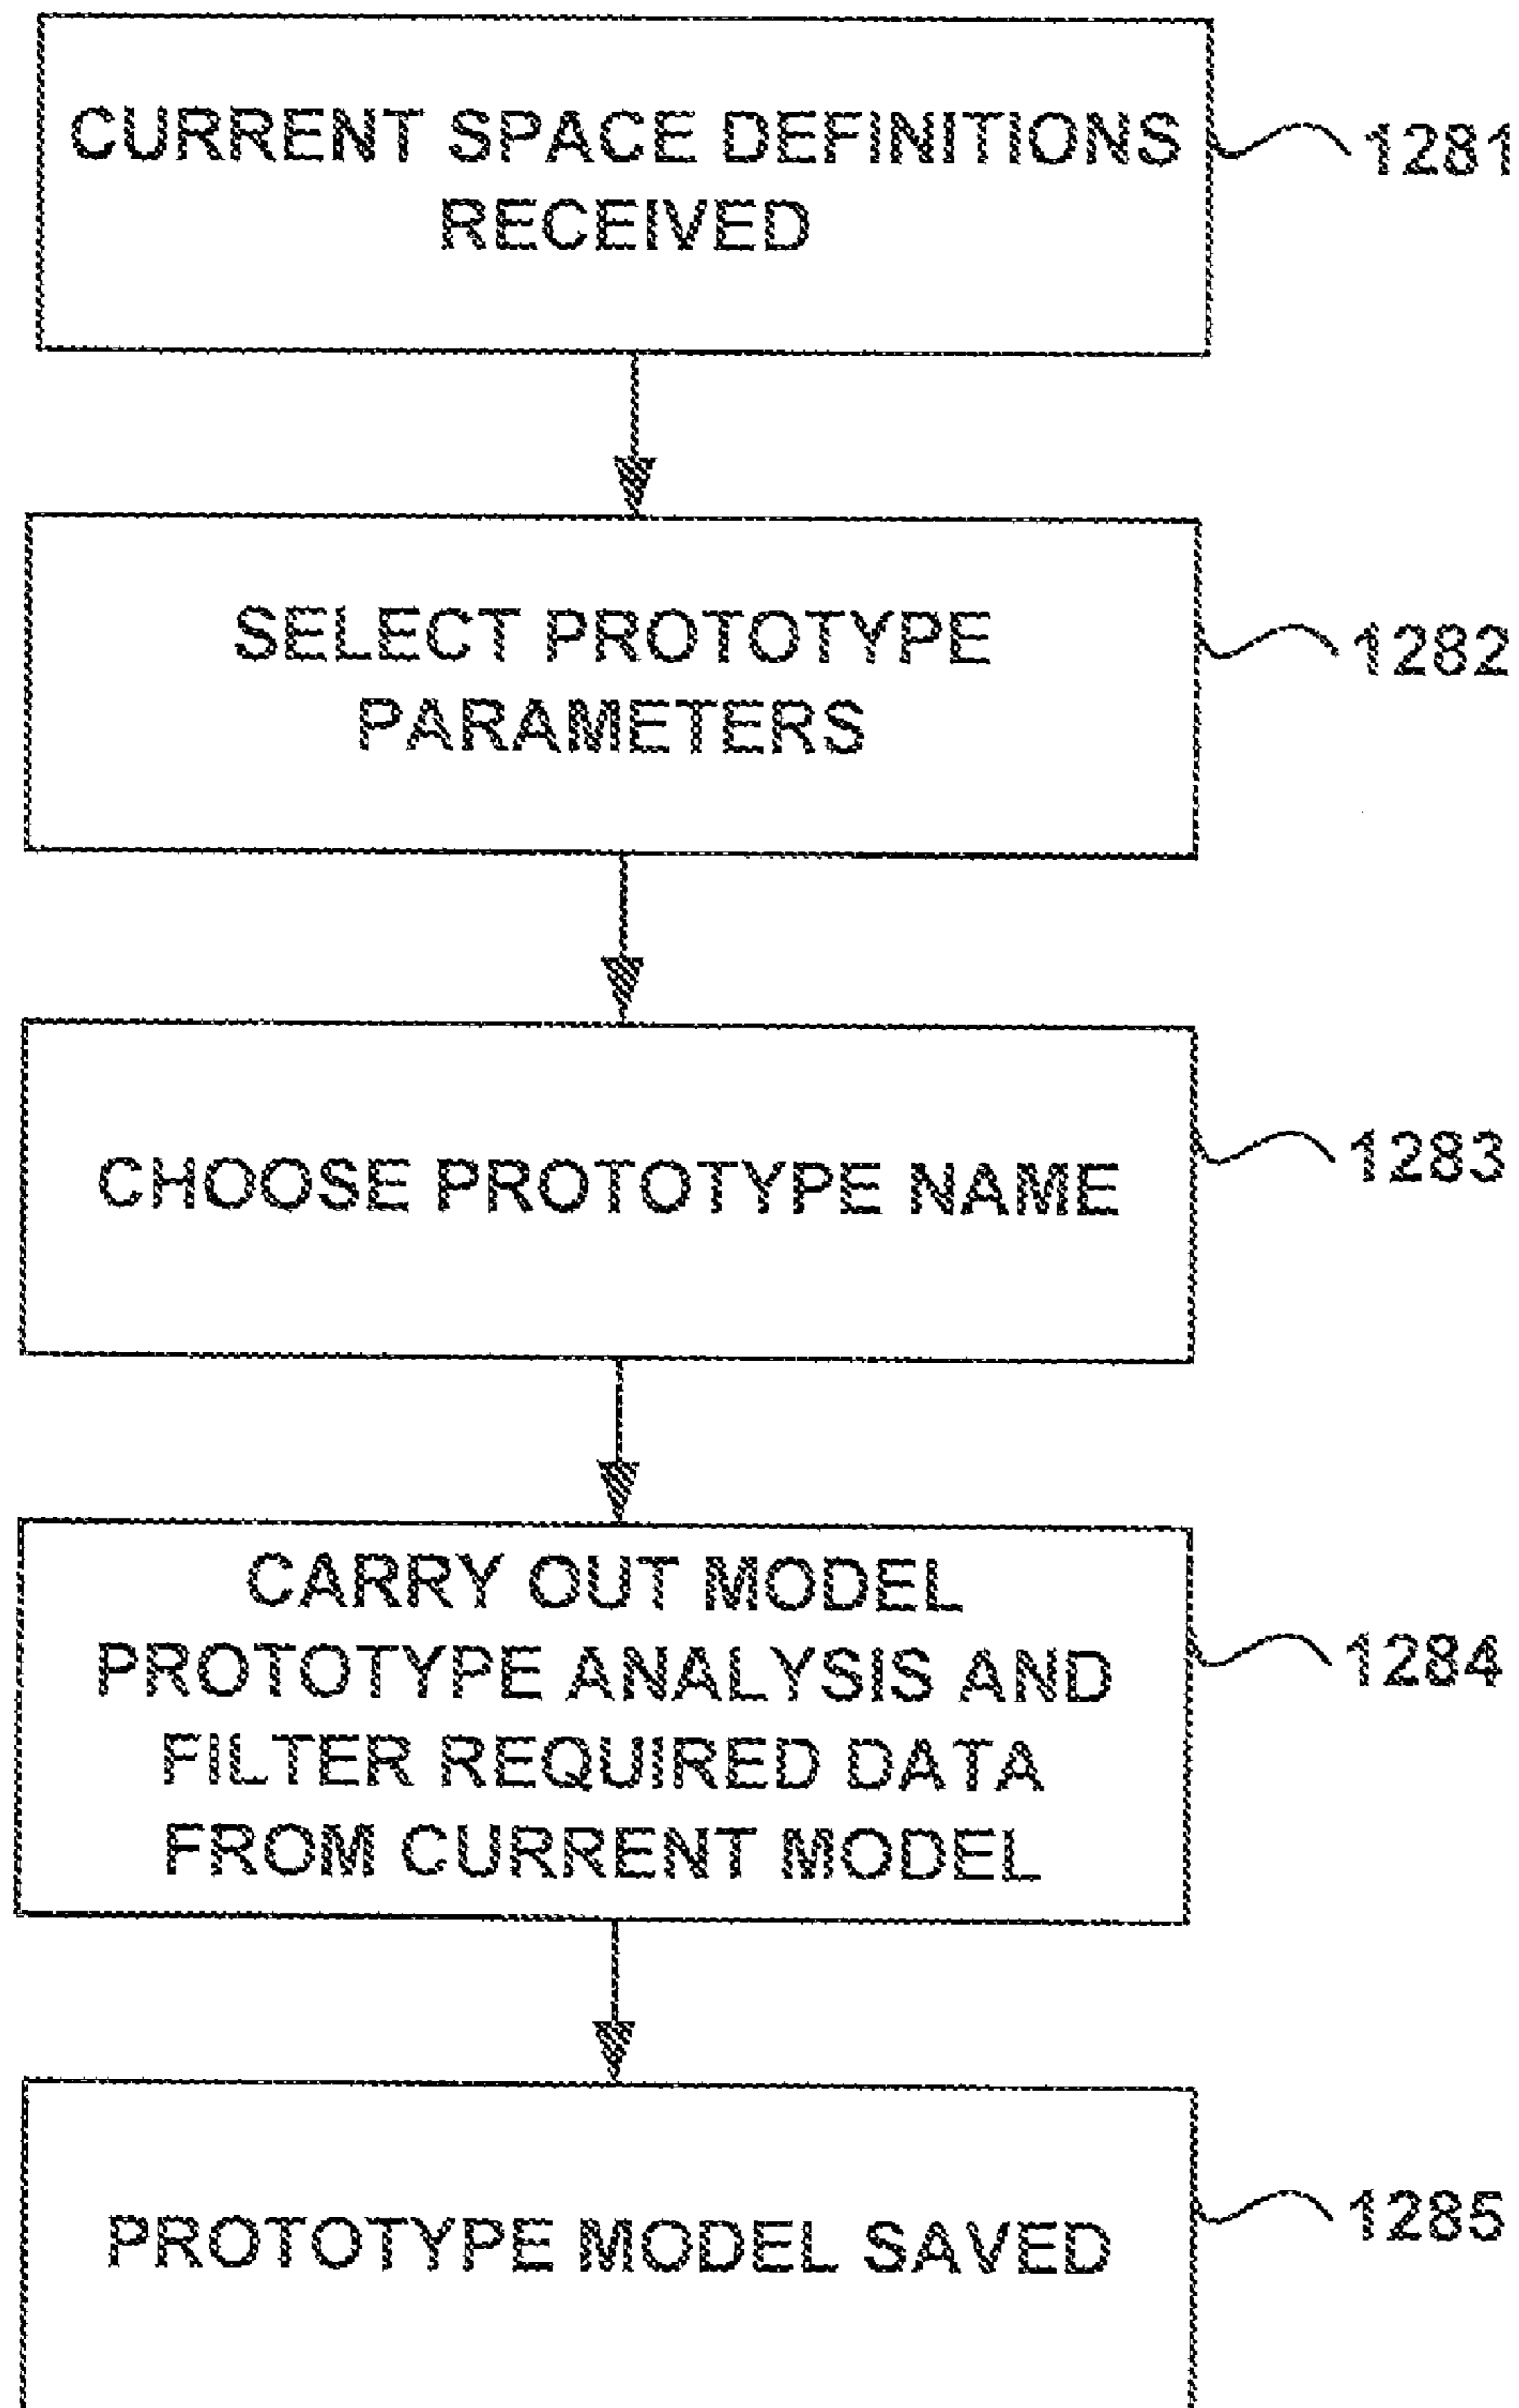 CURRENT SPACE DEFINITIONS
RECEIVED
1281
SELECT PROTOTYPE
PARAMETERS
1282
CHOOSE PROTOTYPE NAME
1283
CARRY OUT MODEL
PROTOTYPE ANALYSIS AND
FILTER REQUIRED DATA
FROM CURRENT MODEL
1284
PROTOTYPE MODEL SAVED
1285